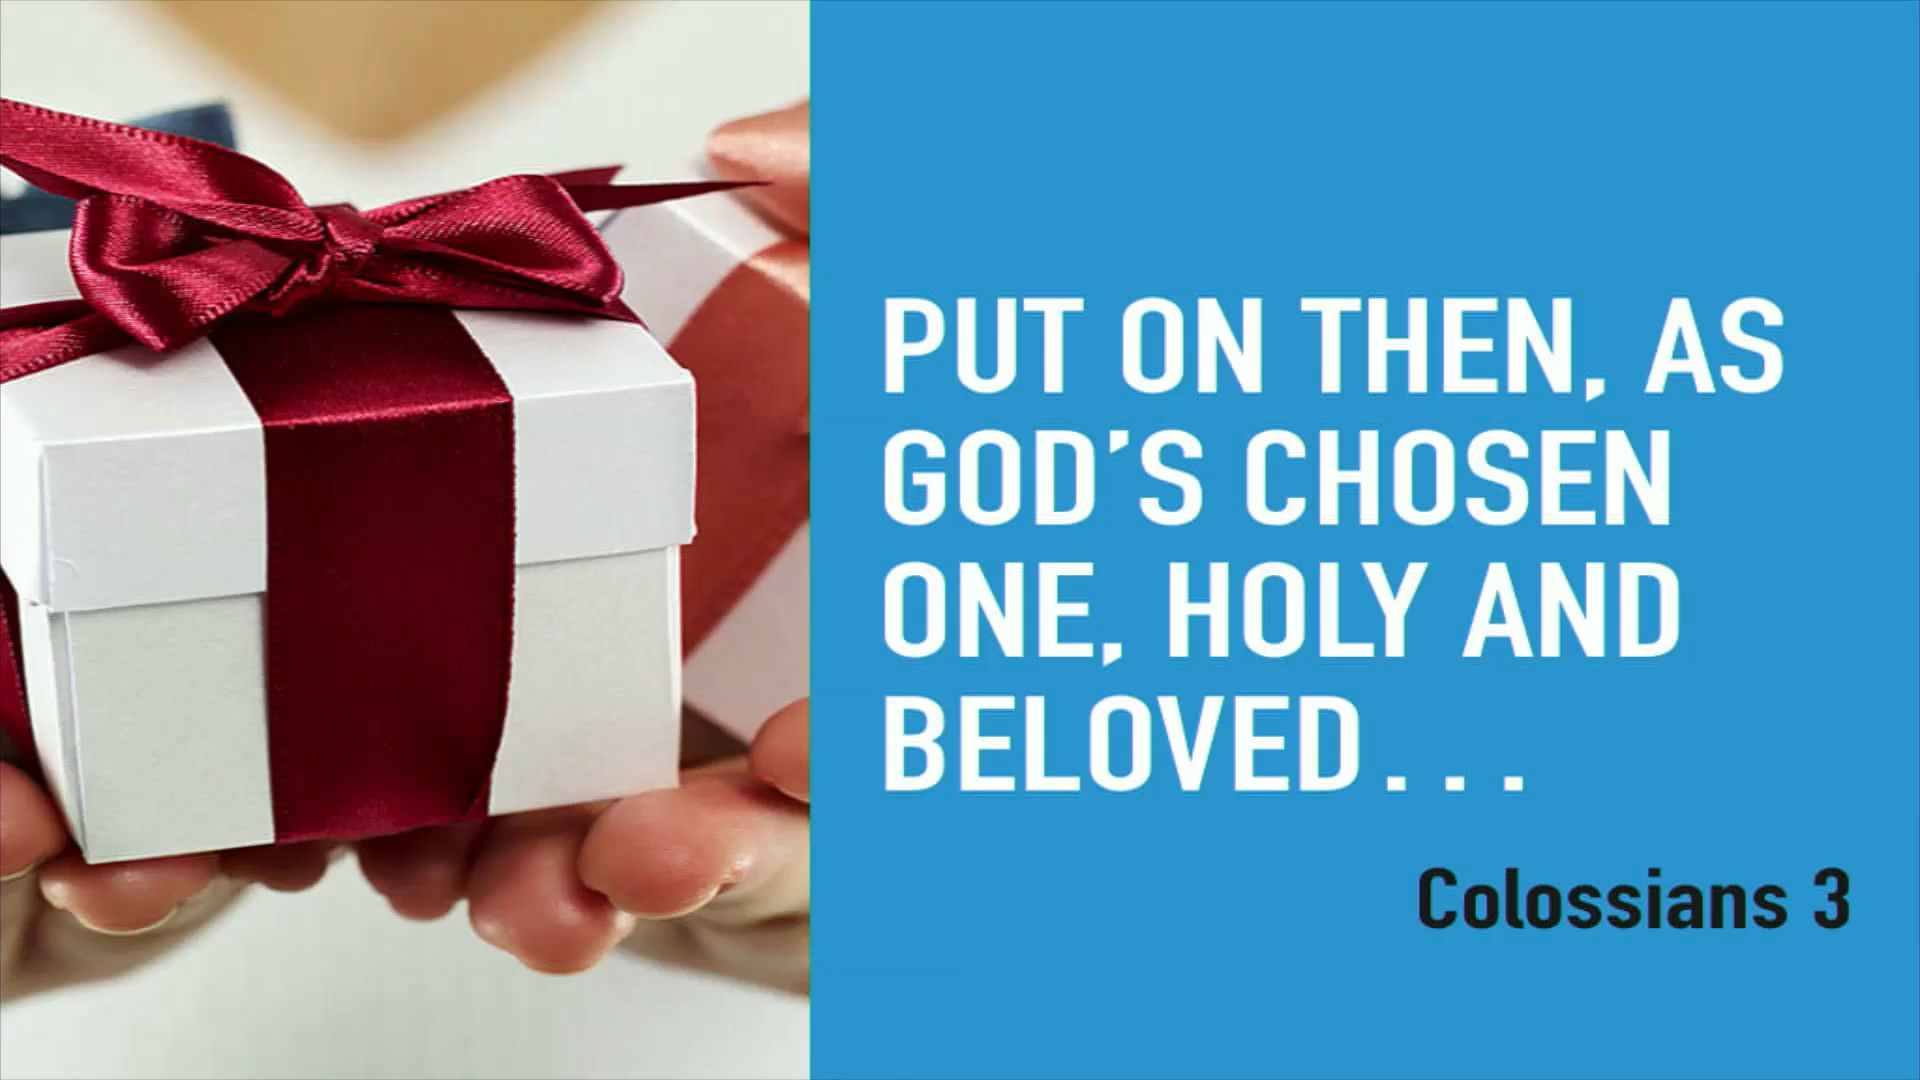 PUT ON THEN, AS
GOD'S CHOSEN
ONE, HOLY AND
BELOVED...
Colossians 3